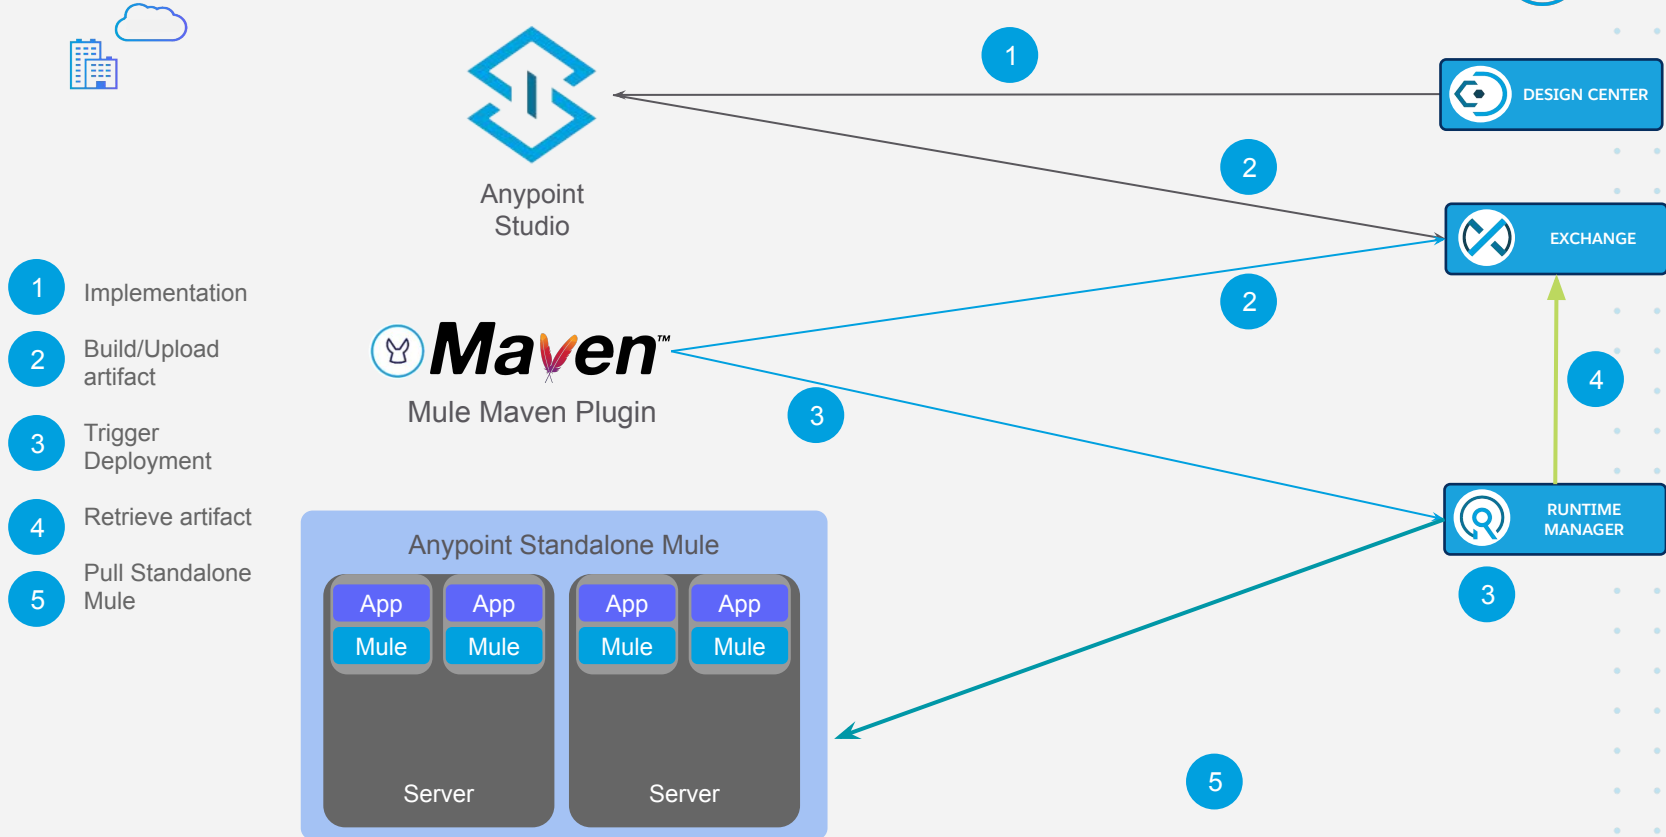 1
DESIGN CENTER
2
Anypoint
Studio
EXCHANGE
1 Implementation
2
2 Build/Upload
artifact
Maven™
4
Mule Maven Plugin
3
3 Trigger
Deployment
4 Retrieve artifact
RUNTIME
MANAGER
Anypoint Standalone Mule
5 Pull Standalone
Mule
3
App App App App
Mule Mule Mule Mule
5
Server Server